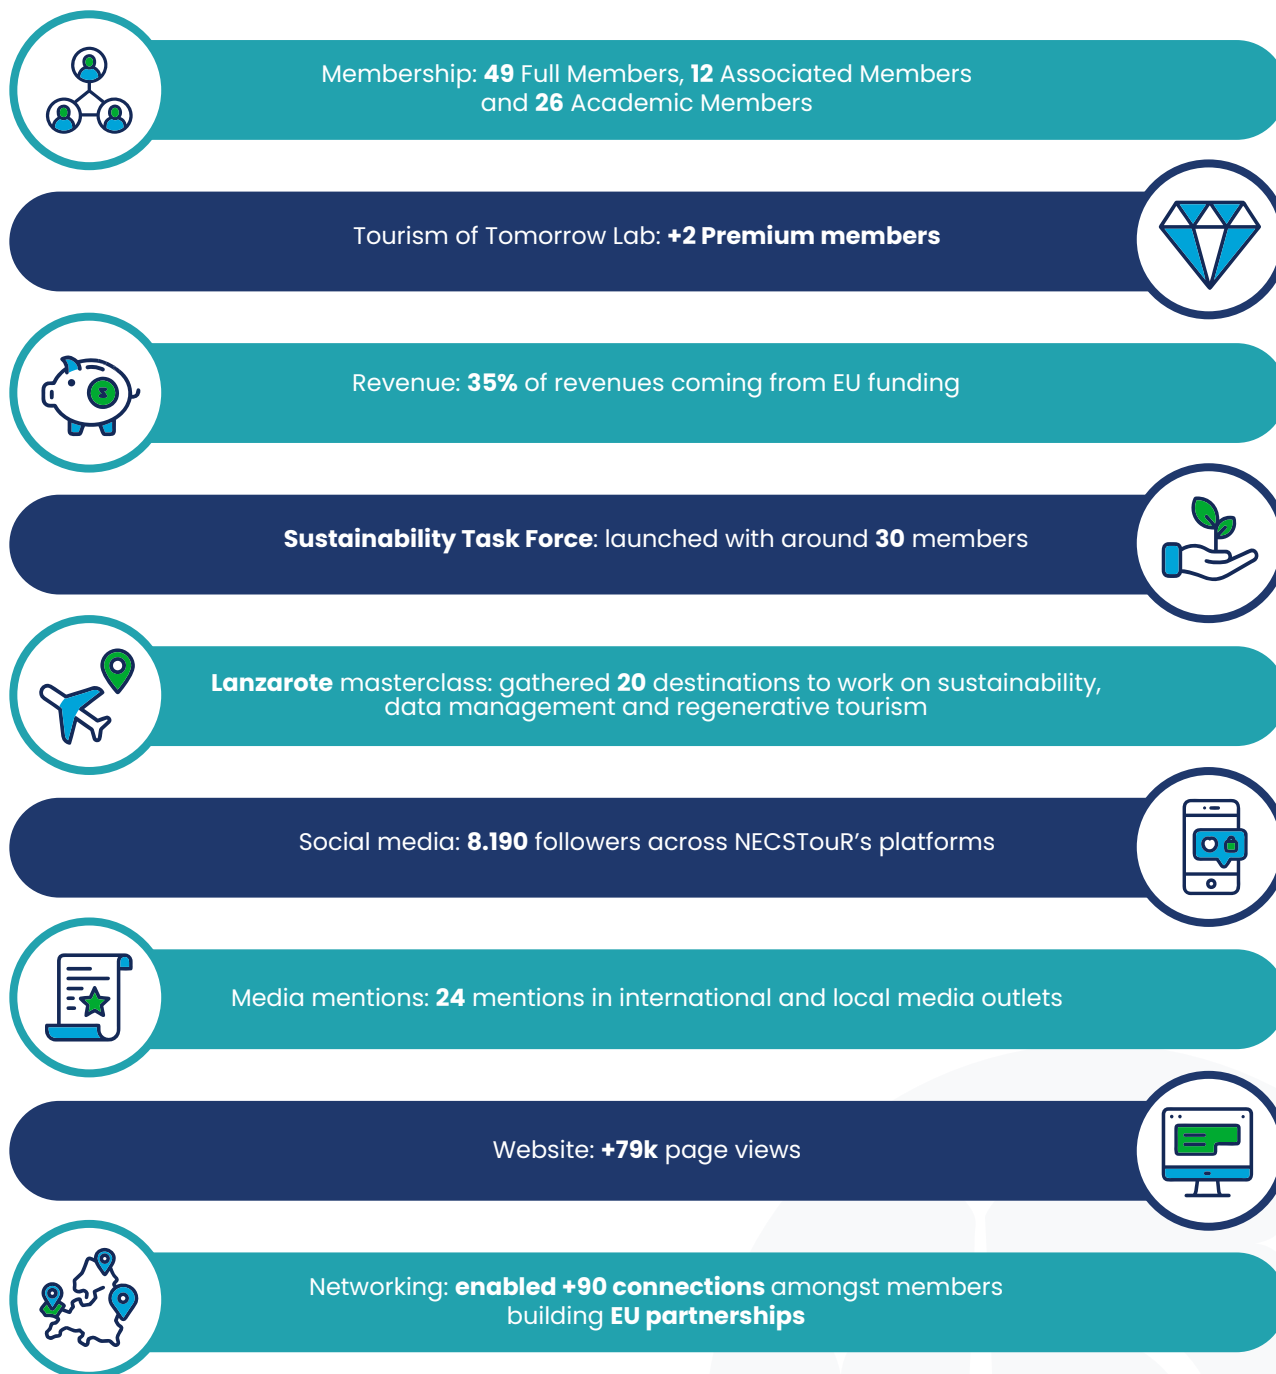 Membership: 49 Full Members, 12 Associated Members
and 26 Academic Members
Tourism of Tomorrow Lab: +2 Premium members
Revenue: 35% of revenues coming from EU funding
Sustainability Task Force: launched with around 30 members
Lanzarote masterclass: gathered 20 destinations to work on sustainability,
data management and regenerative tourism
Social media: 8.190 followers across NECSTouR’s platforms
Media mentions: 24 mentions in international and local media outlets
Website: +79k page views
Networking: enabled +90 connections amongst members
building EU partnerships